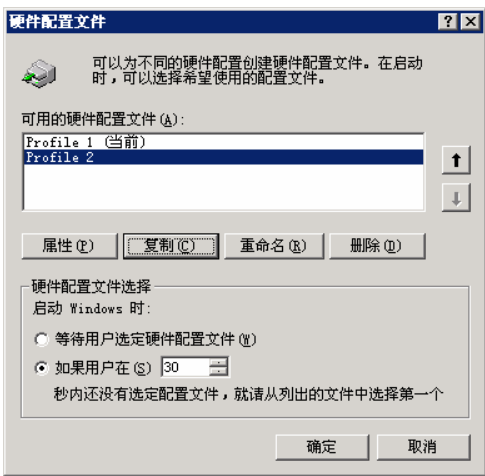 硬件配置文件
可以为不同的硬件配置创建硬件配置文件。在启动
时，可以选择希望使用的配置文件。
可用的硬件配置文件(A):
Profile 1 (当前)
Profile 2
属性(P) 复制(C) 重命名(R) 删除(D)
硬件配置文件选择
启动 Windows 时:
等待用户选定硬件配置文件(W)
如果用户在(S) 30
秒内还没有选定配置文件，就请从列出的文件中选择第一个
确定 取消